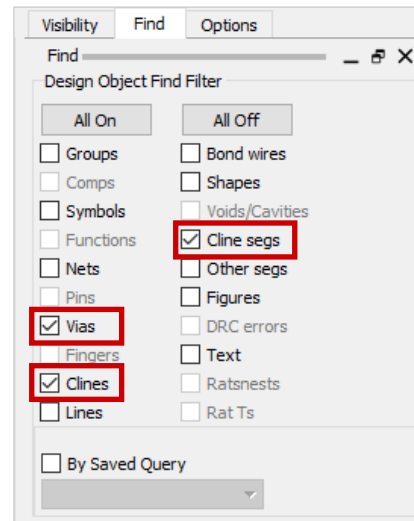 Visibility Find Options
Find
Design Object Find Filter
All On All Off
Groups Bond wires
Comps Shapes
Symbols Voids/Cavities
Functions Cline segs
Nets Other segs
Pins Figures
Vias DRC errors
Fingers Text
Clines Ratsnests
Lines Rat Ts
By Saved Query